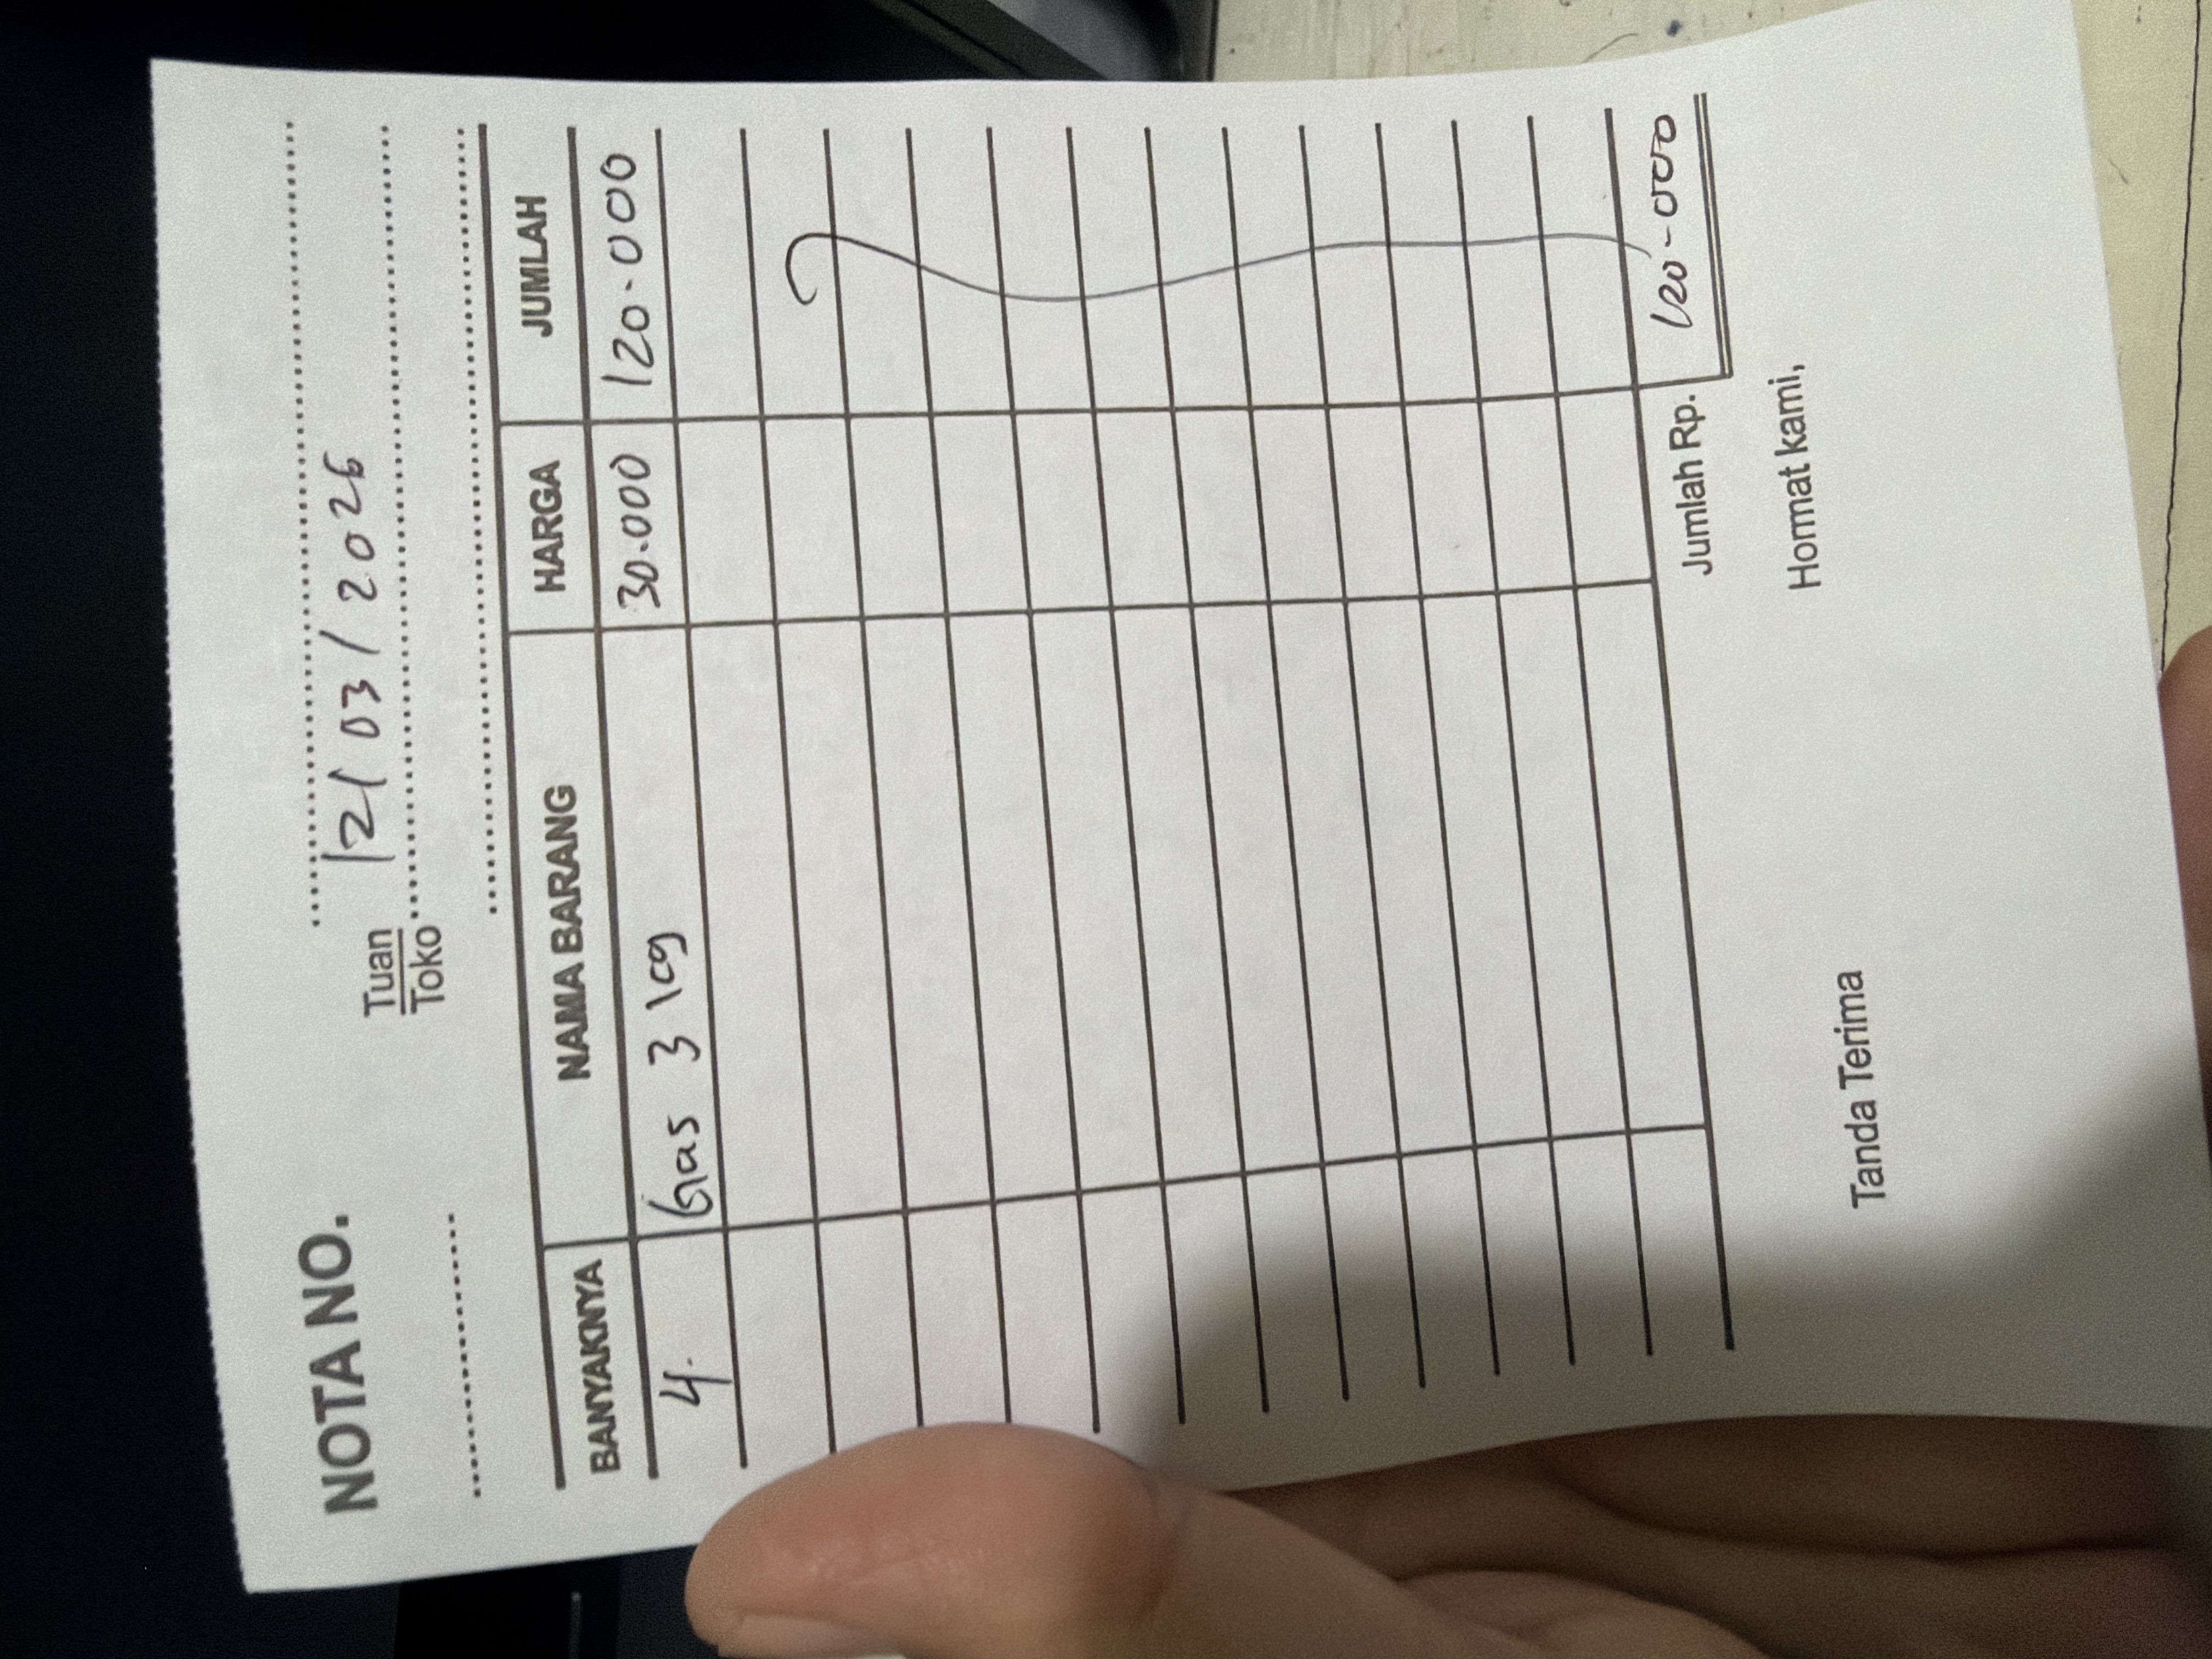 NOTA NO. ..............................
Tuan 21/03/2026
Toko
BANYAKNYA NAMA BARANG HARGA JUMLAH
4. Gas 3 kg 30.000 120.000
Jumlah Rp. 120-000
Tanda Terima Hormat kami,